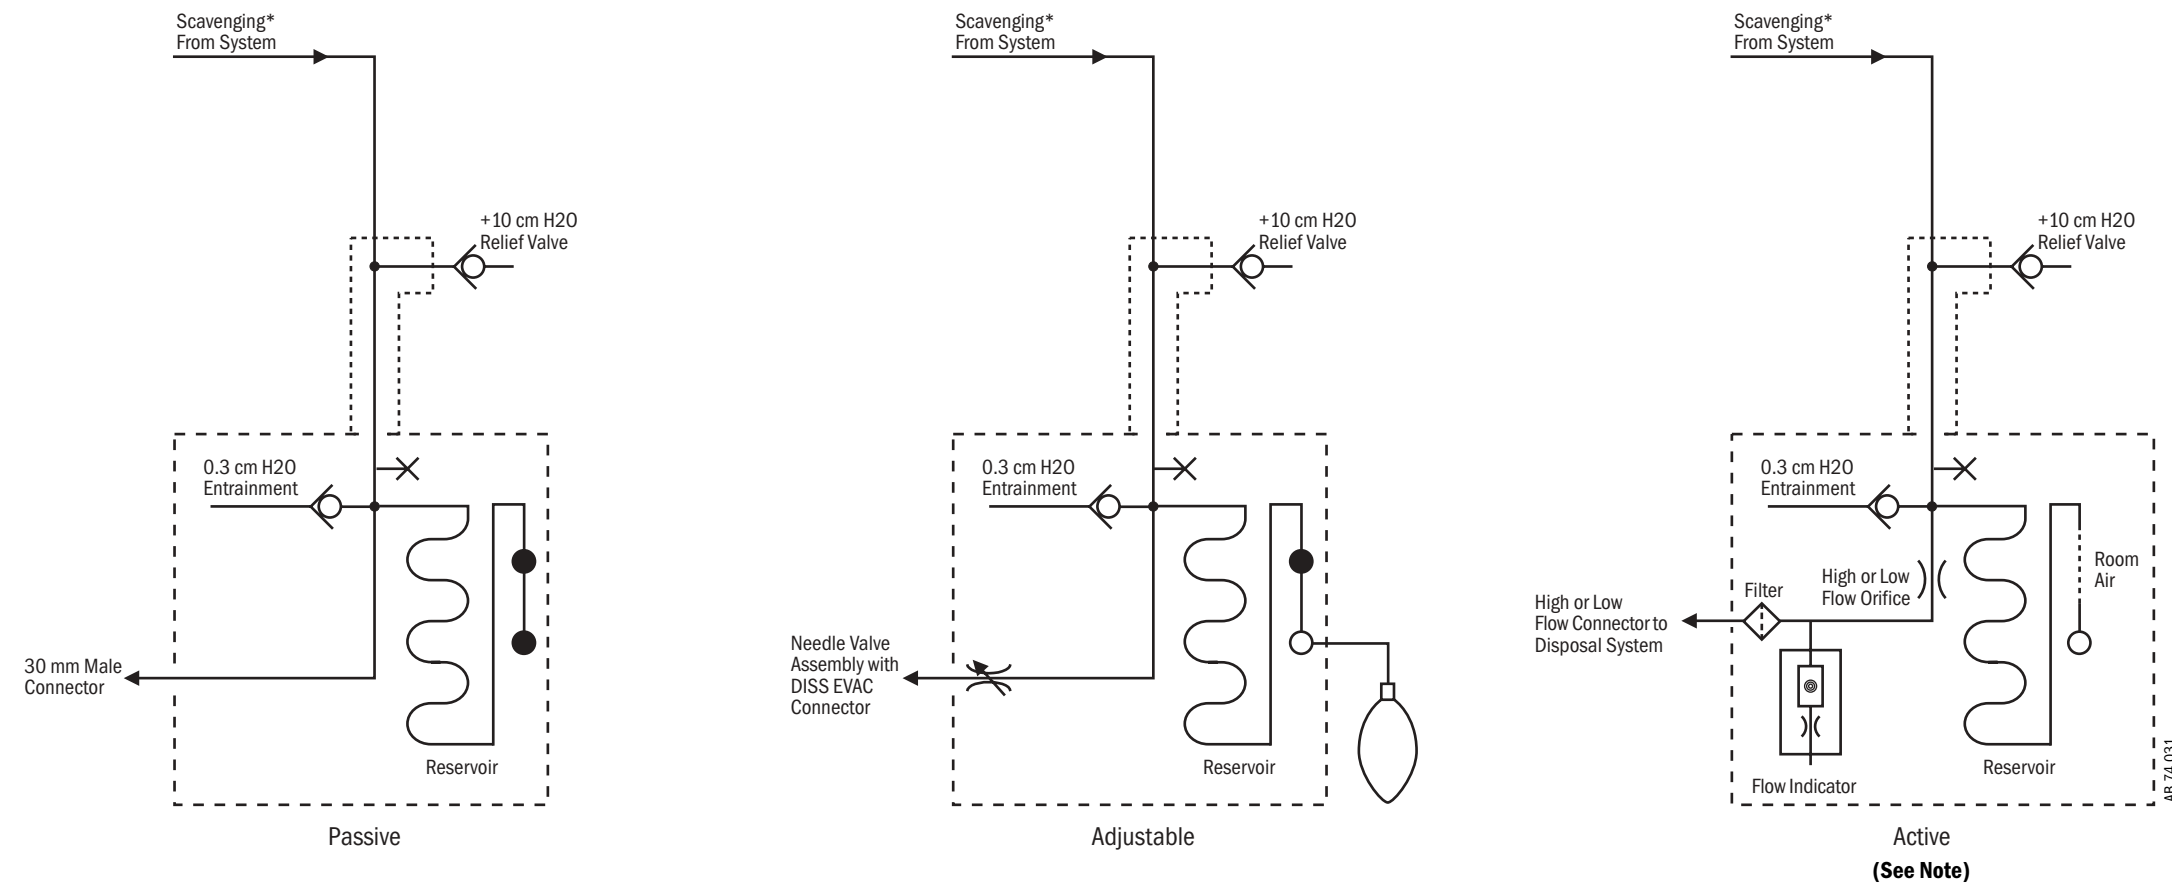 Scavenging*
From System
+10 cm H2O
Relief Valve
0.3 cm H2O
Entrainment
30 mm Male
Connector
Reservoir
Passive
Scavenging*
From System
+10 cm H2O
Relief Valve
0.3 cm H2O
Entrainment
Needle Valve
Assembly with
DISS EVAC
Connector
Reservoir
Adjustable
Scavenging*
From System
+10 cm H2O
Relief Valve
0.3 cm H2O
Entrainment
Room
Air
High or Low
Flow Orifice
Filter
High or Low
Flow Connector to
Disposal System
Reservoir
Flow Indicator
Active
(See Note)
AB.74.031